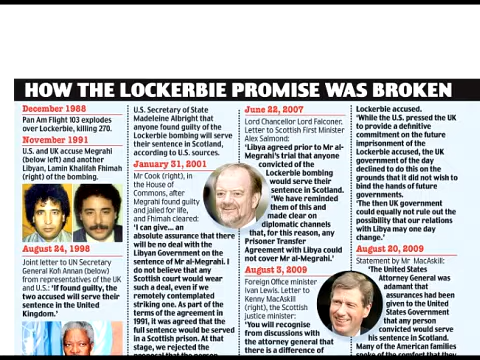 HOW THE LOCKERBIE PROMISE WAS BROKEN
December 1988
Pan Am Flight 103 explodes
over Lockerbie, killing 270.
November 1991
U.S. and UK accuse Megrahi
(below left) and another
Libyan, Lamin Khalifah Fhimah
(right) of the bombing.
August 24, 1998
Joint letter to UN Secretary
General Kofi Annan (below)
from representatives of the UK
and U.S.: 'If found guilty, the
two accused will serve their
sentence in the United
Kingdom.'
U.S. Secretary of State
Madeleine Albright that
anyone found guilty of the
Lockerbie bombing will serve
their sentence in Scotland,
according to U.S. sources.
January 31, 2001
Mr Cook (right), in
the House of
Commons, after
Megrahi found guilty
and jailed for life,
and Fhimah cleared:
'I can give... an
absolute assurance that there
will be no deal with the
Libyan Government on the
sentence of Mr al-Megrahi. I
do not believe that any
Scottish court would wear
such a deal, even if we
remotely contemplated
striking one. As part of the
terms of the agreement in
1991, it was agreed that the
full sentence would be served
in a Scottish prison. At that
stage, we rejected the
proposal that the person
June 22, 2007
Lord Chancellor Lord Falconer.
Letter to Scottish First Minister
Alex Salmond:
'Libya agreed prior to Mr al-
Megrahi's trial that anyone
convicted of the
Lockerbie bombing
would serve their
sentence in Scotland.
'We have reminded
them of this and
made clear on
diplomatic channels
that, for this reason, any
Prisoner Transfer
Agreement with Libya could
not cover Mr al-Megrahi.'
August 3, 2009
Foreign Office minister
Ivan Lewis. Letter to
Kenny MacAskill
(right), the Scottish
Justice minister:
'You will recognise
from discussions with
the attorney general
that there is a difference of
Lockerbie accused.
'While the U.S. pressed the UK
to provide a definitive
commitment on the future
imprisonment of the
Lockerbie accused, the UK
government of the day
declined to do this on the
grounds that it did not wish to
bind the hands of future
governments.
'The then UK government
could equally not rule out the
possibility that our relations
with Libya may one day
change.'
August 20, 2009
Statement by Mr MacAskill:
'The United States
Attorney General was
adamant that
assurances had been
given to the United
States Government
that any person
convicted would serve
his sentence in Scotland.
Many of the American families
spoke of the comfort that they